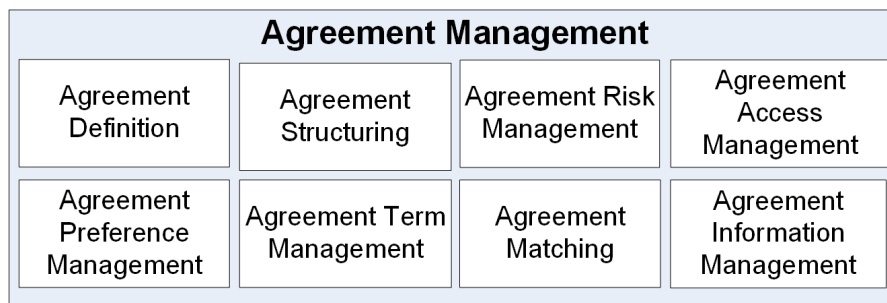 Agreement Management
Agreement
Definition
Agreement
Structuring
Agreement Risk
Management
Agreement
Access
Management
Agreement
Preference
Management
Agreement Term
Management
Agreement
Matching
Agreement
Information
Management